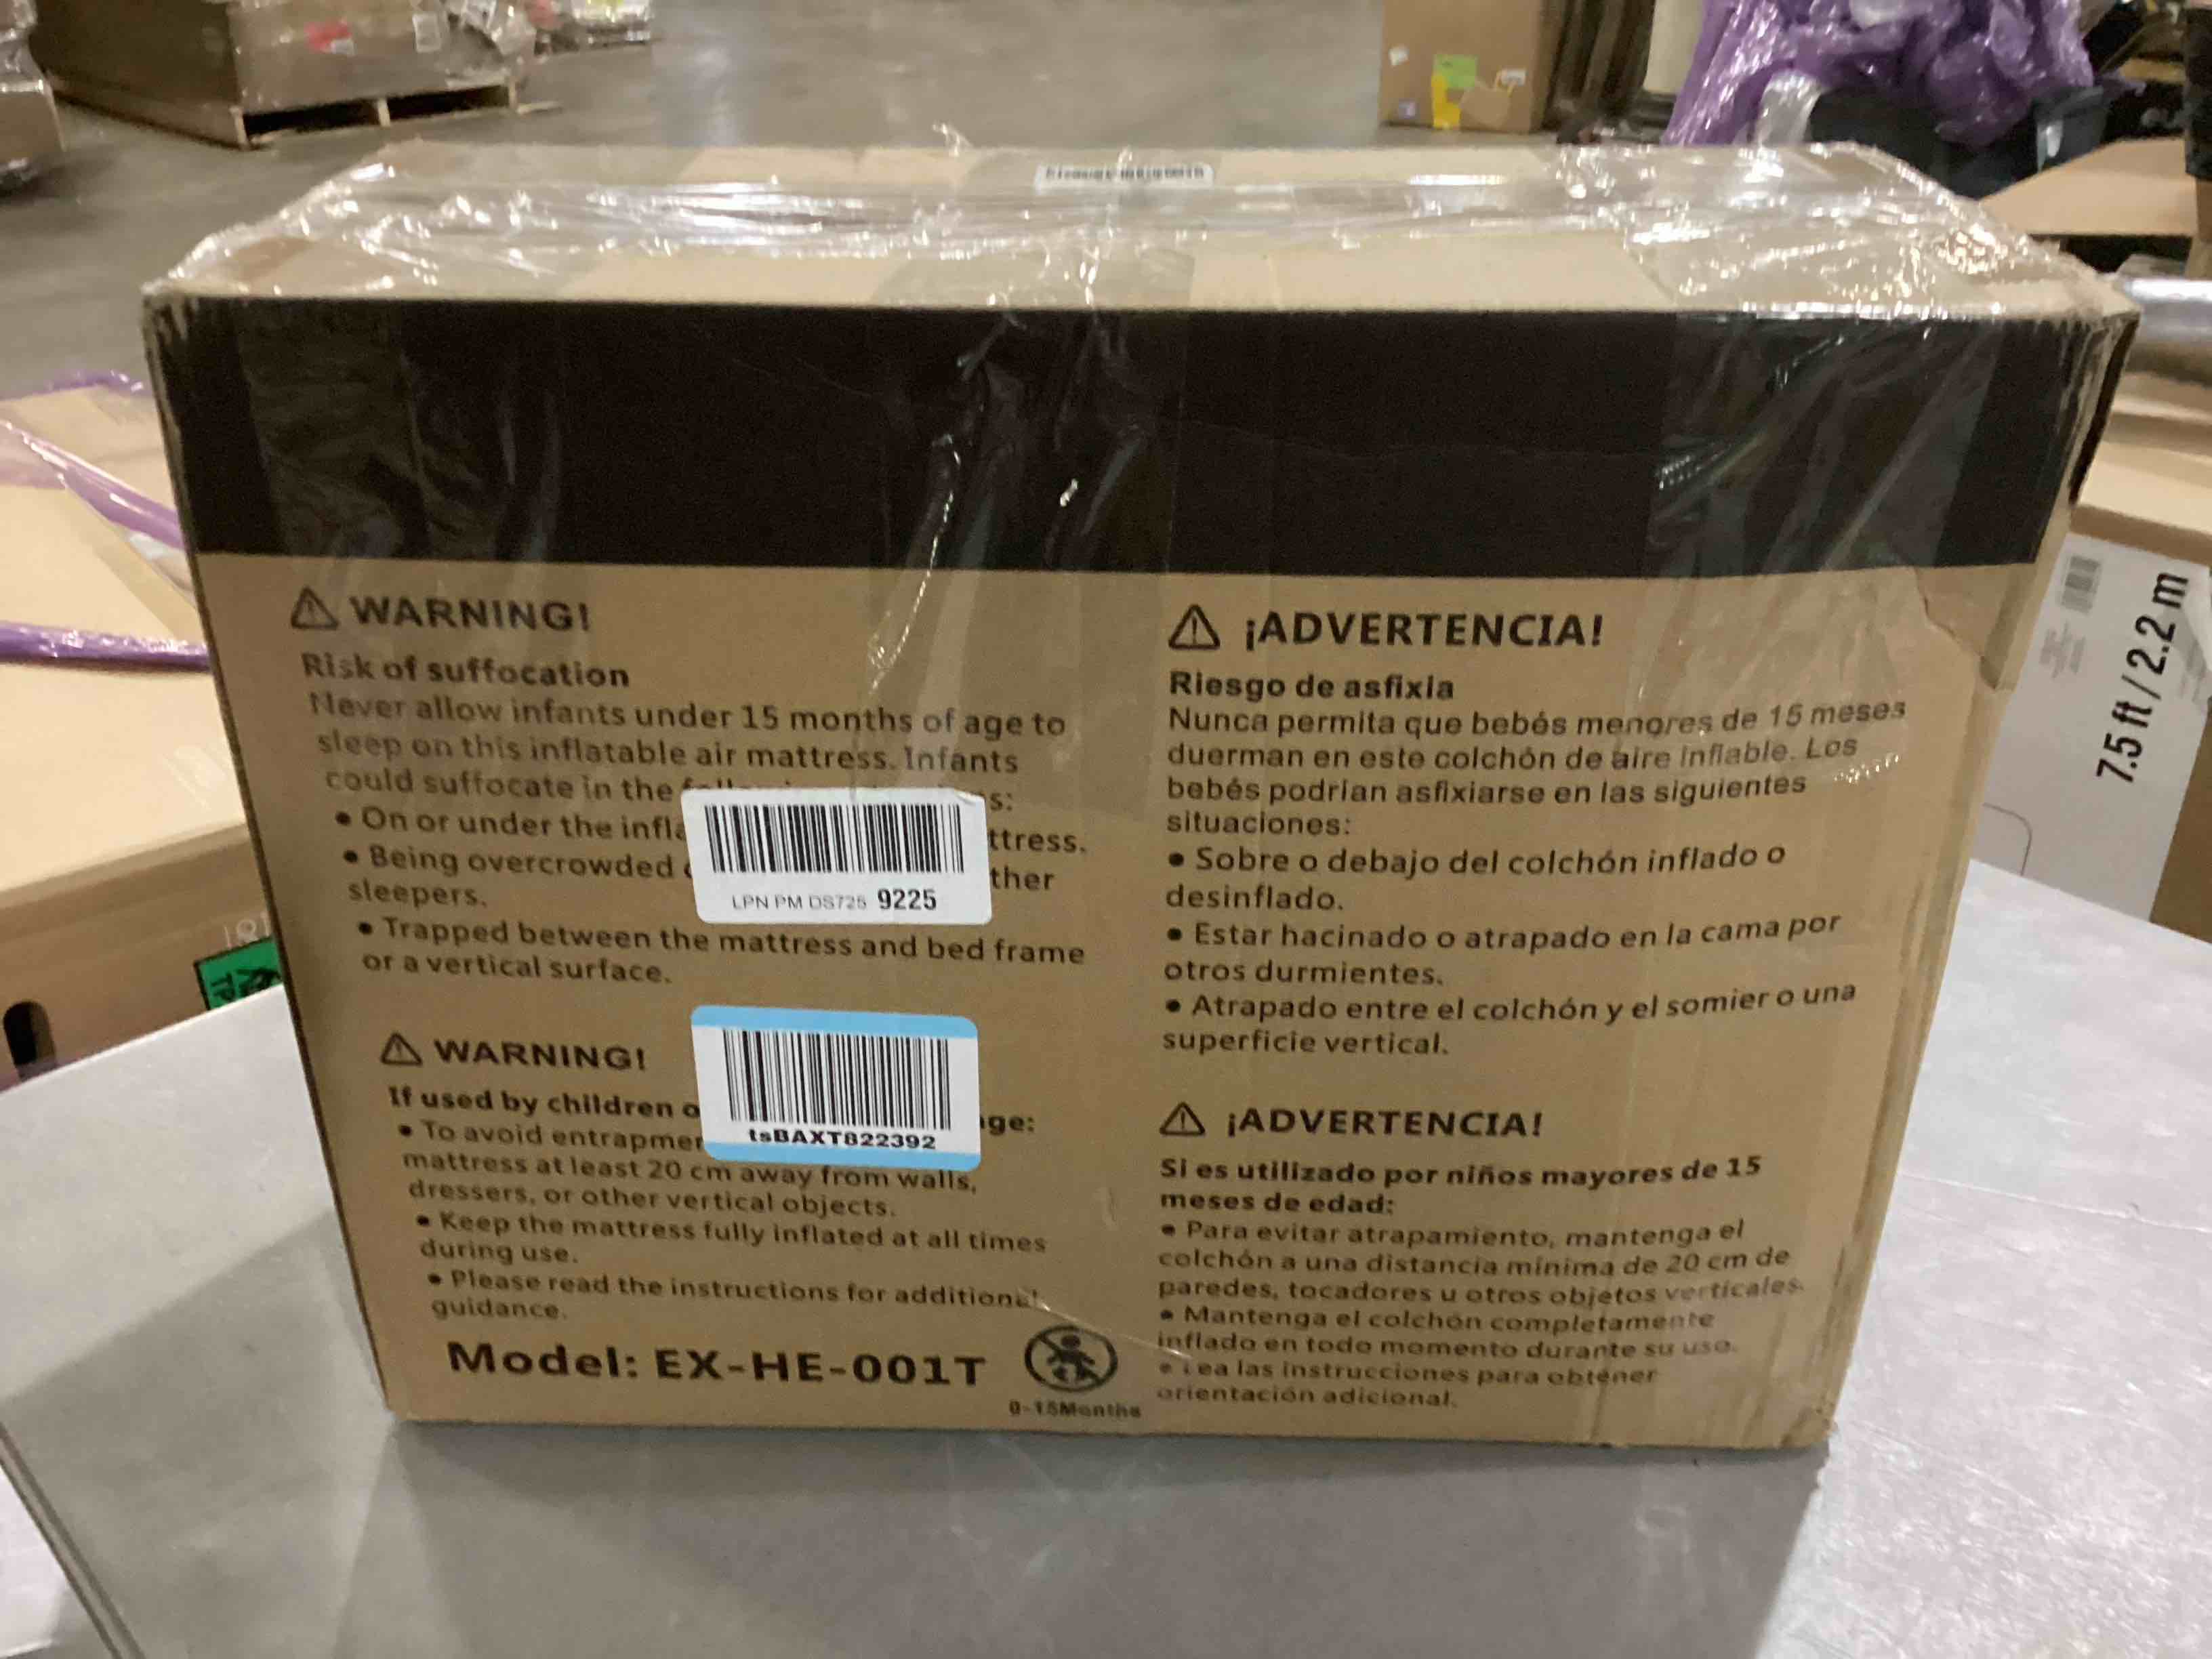 WARNING!
Risk of suffocation
Never allow infants under 15 months of age to
sleep on this inflatable air mattress. Infants
could suffocate in the
s:
• On or under the infla
ttress.
• Being overcrowded
ther
sleepers.
• Trapped between the mattress and bed frame
or a vertical surface.
LPN PM DS725 9225
WARNING!
If used by children o
ge:
• To avoid entrapmen
mattress at least 20 cm away from walls,
dressers, or other vertical objects.
• Keep the mattress fully inflated at all times
during use.
• Please read the instructions for additional
guidance.
tsBAXT822392
Model: EX-HE-001T
0-15Months
¡ADVERTENCIA!
Riesgo de asfixia
Nunca permita que bebés menores de 15 meses
duerman en este colchón de aire inflable. Los
bebés podrían asfixiarse en las siguientes
situaciones:
• Sobre o debajo del colchón inflado o
desinflado.
• Estar hacinado o atrapado en la cama por
otros durmientes.
• Atrapado entre el colchón y el somier o una
superficie vertical.
¡ADVERTENCIA!
Si es utilizado por niños mayores de 15
meses de edad:
• Para evitar atrapamiento, mantenga el
colchón a una distancia mínima de 20 cm de
paredes, tocadores u otros objetos verticales.
• Mantenga el colchón completamente
inflado en todo momento durante su uso.
• Lea las instrucciones para obtener
orientación adicional.
7.5 ft / 2.2 m